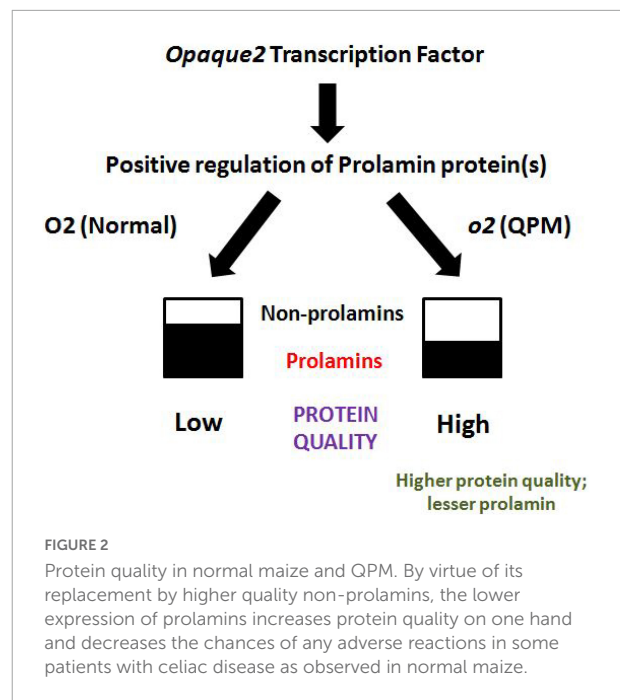 Opaque2 Transcription Factor
Positive regulation of Prolamin protein(s)
O2 (Normal)
o2 (QPM)
Non-prolamins
Prolamins
Low
PROTEIN
QUALITY
High
Higher protein quality;
lesser prolamin
FIGURE 2
Protein quality in normal maize and QPM. By virtue of its
replacement by higher quality non-prolamins, the lower
expression of prolamins increases protein quality on one hand
and decreases the chances of any adverse reactions in some
patients with celiac disease as observed in normal maize.